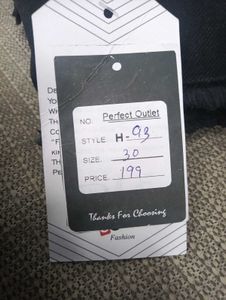 NO. Perfect Outlet
STYLE. H-93
SIZE. 30
PRICE. 199
Thanks For Choosing
Fashion